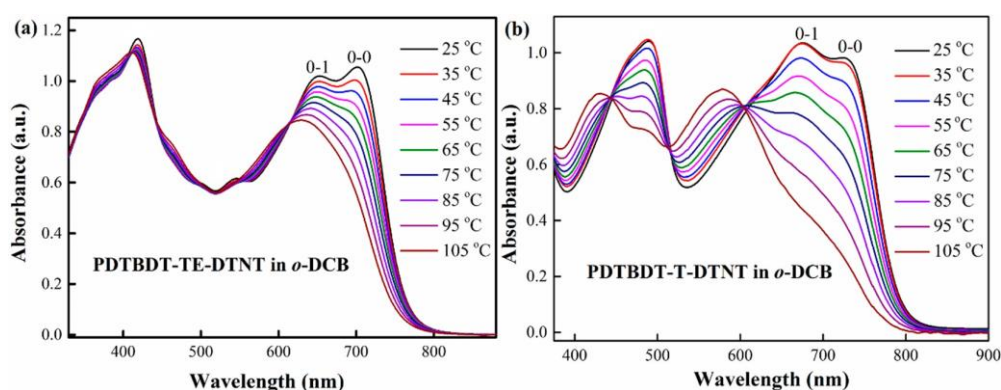 (a)
1.2
1.0
0.8
0.6
0.4
0.2
0.0
Absorbance (a.u.)
0-1
0-0
25 °C
35 °C
45 °C
55 °C
65 °C
75 °C
85 °C
95 °C
105 °C
PDTBDT-TE-DTNT in o-DCB
400 500 600 700 800
Wavelength (nm)
(b)
1.0
0.8
0.6
0.4
0.2
0.0
Absorbance (a.u.)
0-1
0-0
25 °C
35 °C
45 °C
55 °C
65 °C
75 °C
85 °C
95 °C
105 °C
PDTBDT-T-DTNT in o-DCB
400 500 600 700 800 900
Wavelength (nm)